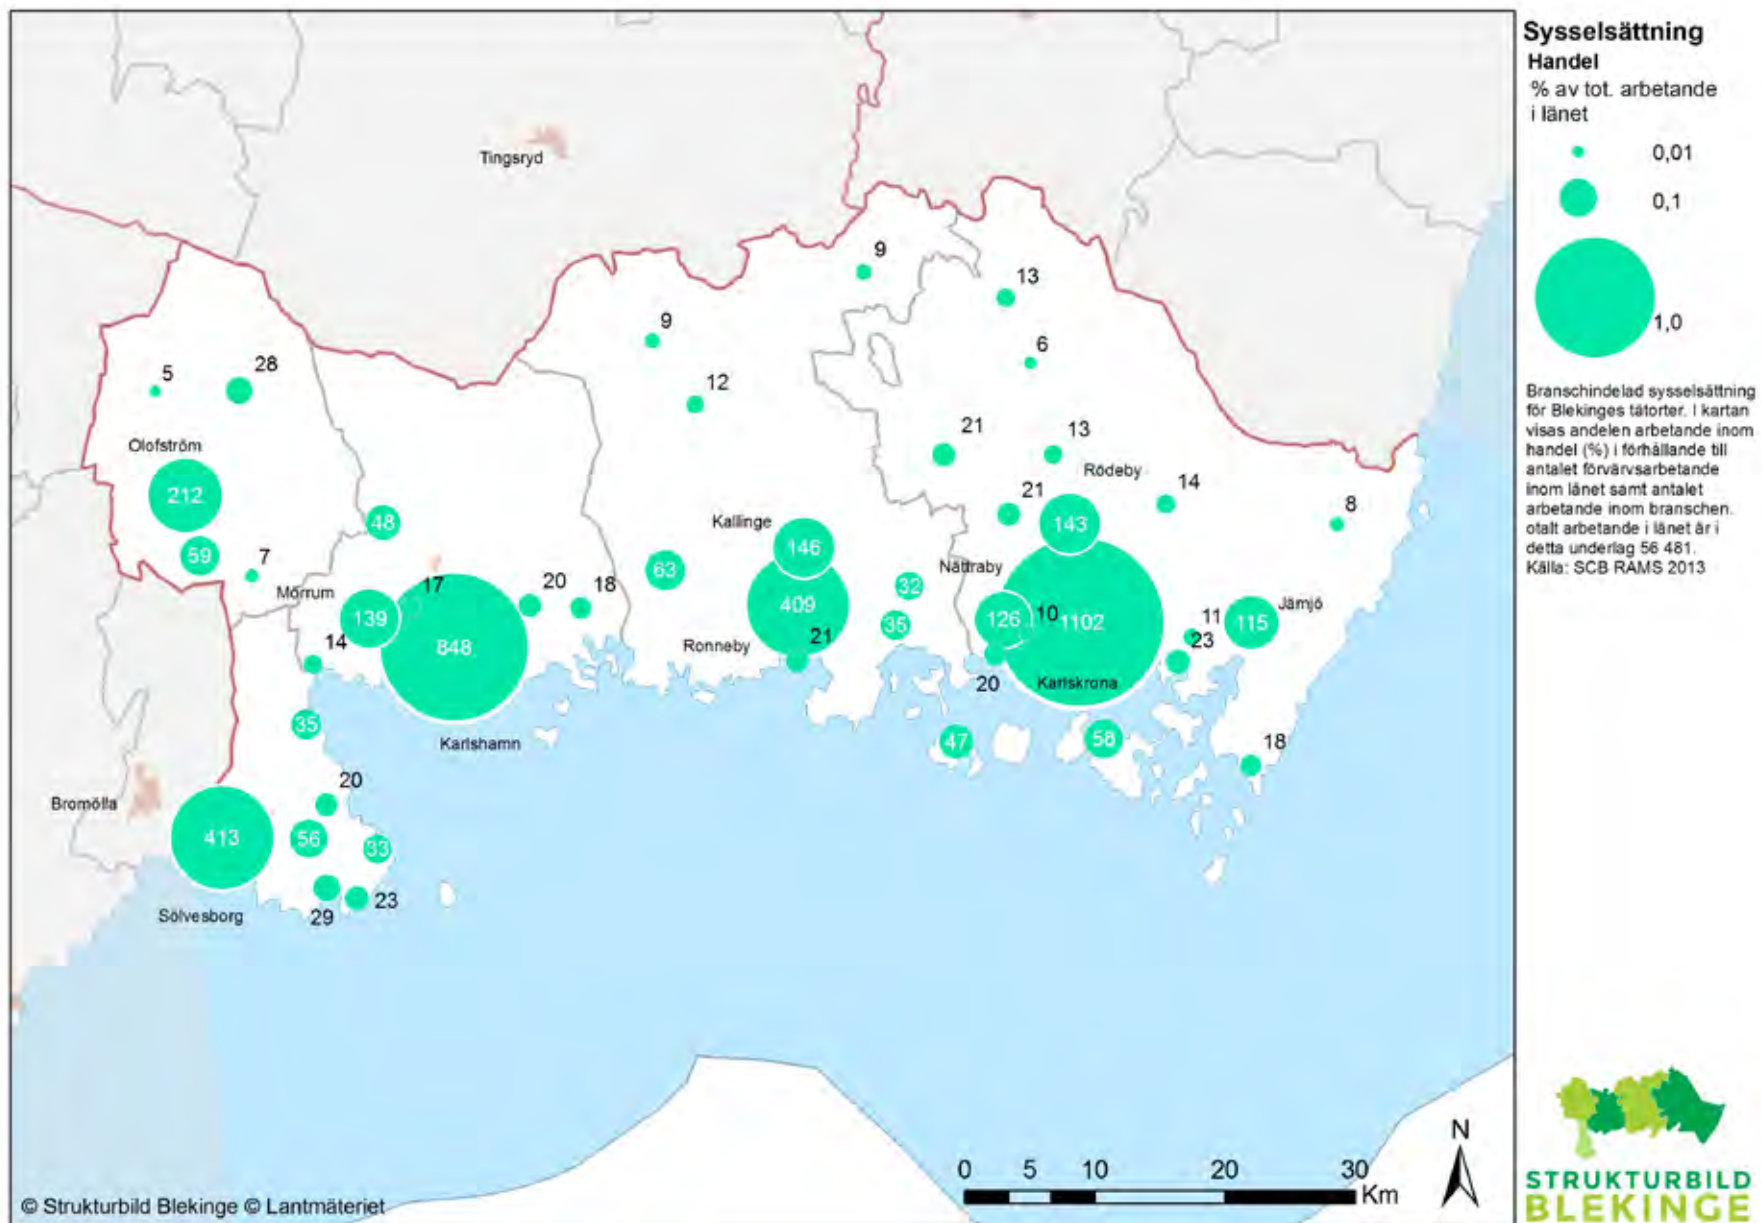 Sysselsättning
Handel
% av tot. arbetande
i länet
0,01
0,1
1,0
Branschindelad sysselsättning
för Blekinges tätorter. I kartan
visas andelen arbetande inom
handel (%) i förhållande till
antalet förvärvsarbetande
inom länet samt antalet
arbetande inom branschen.
otalt arbetande i länet är i
detta underlag 56 481.
Källa: SCB RAMS 2013
Tingsryd
9
13
9
6
5
28
12
Olofström
21
13
Rödeby
212
14
21
8
48
Kallinge
143
146
59
7
63
Nättraby
32
Mörrum
17
20
18
139
409
126
10
1102
11
Jämjö
115
35
14
848
Ronneby
21
23
20
Karlskrona
35
Karlshamn
47
58
18
20
Bromölla
413
56
33
29
23
Sölvesborg
N
0 5 10 20 30
Km
© Strukturbild Blekinge © Lantmäteriet
STRUKTURBILD
BLEKINGE